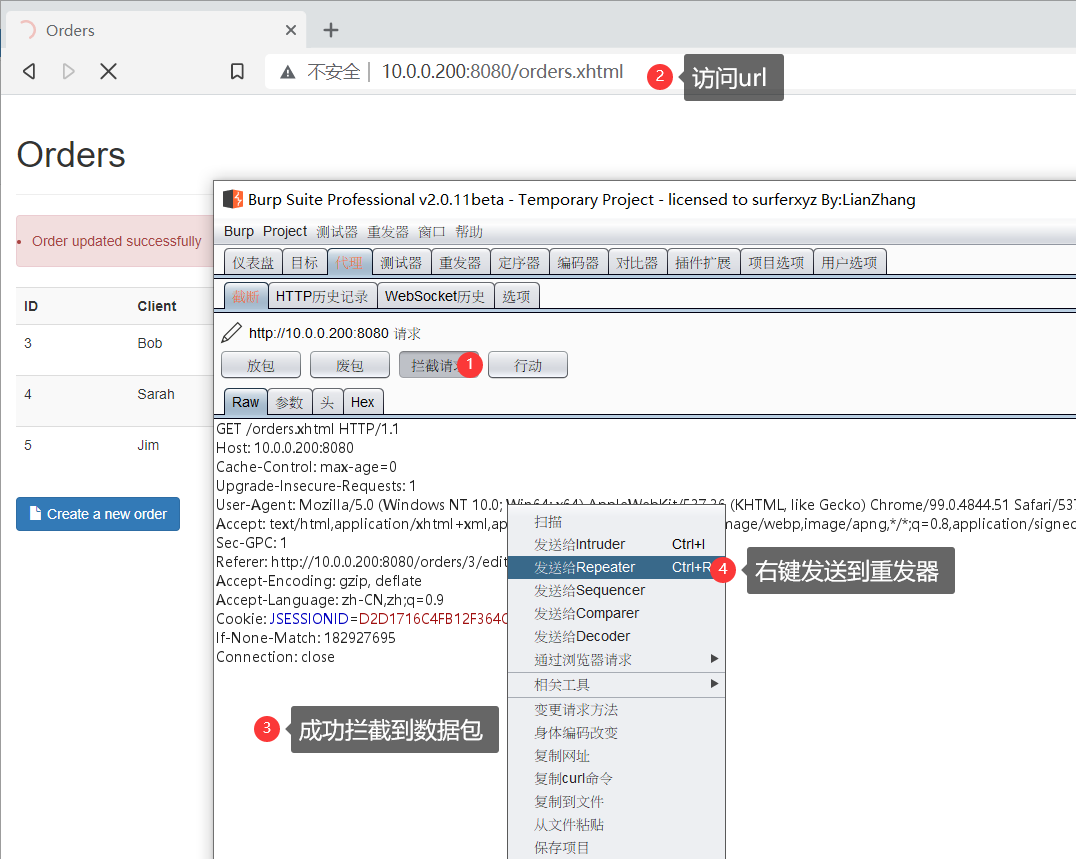 Orders
不安全 10.0.0.200:8080/orders.xhtml
2 访问url
Orders
Order updated successfully
ID Client
3 Bob
4 Sarah
5 Jim
Create a new order
Burp Suite Professional v2.0.11beta - Temporary Project - licensed to surferxyz By:LianZhang
Burp Project 测试器 重发器 窗口 帮助
仪表盘 目标 代理 测试器 重发器 定序器 编码器 对比器 插件扩展 项目选项 用户选项
截断 HTTP历史记录 WebSocket历史 选项
http://10.0.0.200:8080 请求
放包 废包 拦截请 1 行动
Raw 参数 头 Hex
GET /orders.xhtml HTTP/1.1
Host: 10.0.0.200:8080
Cache-Control: max-age=0
Upgrade-Insecure-Requests: 1
User-Agent: Mozilla/5.0 (Windows NT 10.0; Win64; x64) AppleWebKit/537.36 (KHTML, like Gecko) Chrome/99.0.4844.51 Safari/537
Accept: text/html,application/xhtml+xml,ap mage/webp,image/apng,*/*;q=0.8,application/signed
Sec-GPC: 1
Referer: http://10.0.0.200:8080/orders/3/edit
Accept-Encoding: gzip, deflate
Accept-Language: zh-CN,zh;q=0.9
Cookie: JSESSIONID=D2D1716C4FB12F364C
If-None-Match: 182927695
Connection: close
扫描
发送给Intruder Ctrl+I
发送给Repeater Ctrl+R
4 右键发送到重发器
发送给Sequencer
发送给Comparer
发送给Decoder
通过浏览器请求
相关工具
变更请求方法
身体编码改变
复制网址
复制curl命令
复制到文件
从文件粘贴
保存项目
3 成功拦截到数据包